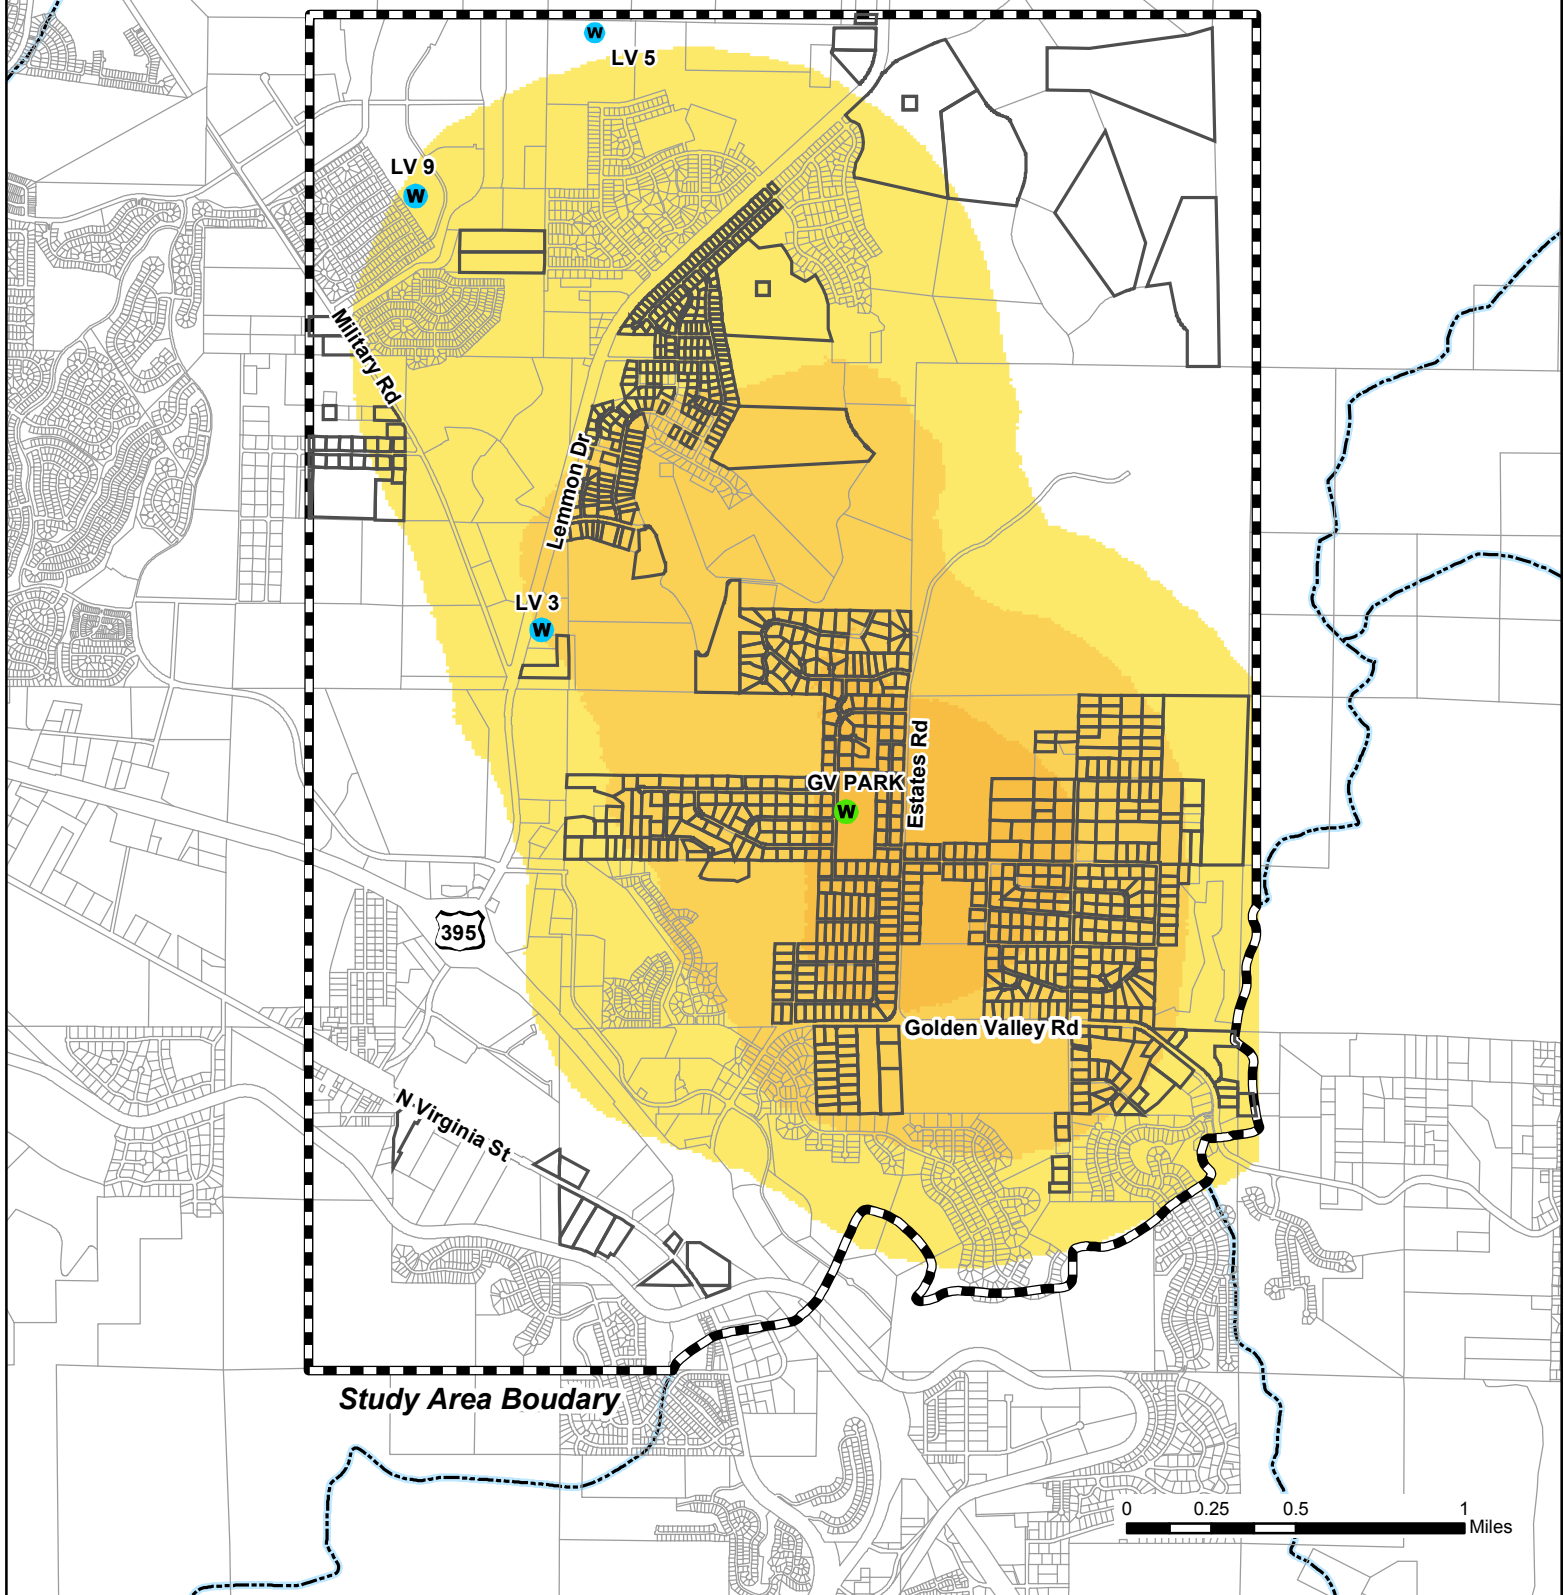 W
LV 5
LV 9
W
Military Rd
Lemmon Dr
LV 3
W
Estates Rd
GV PARK
W
395
Golden Valley Rd
N Virginia St
Study Area Boudary
0 0.25 0.5 1
Miles